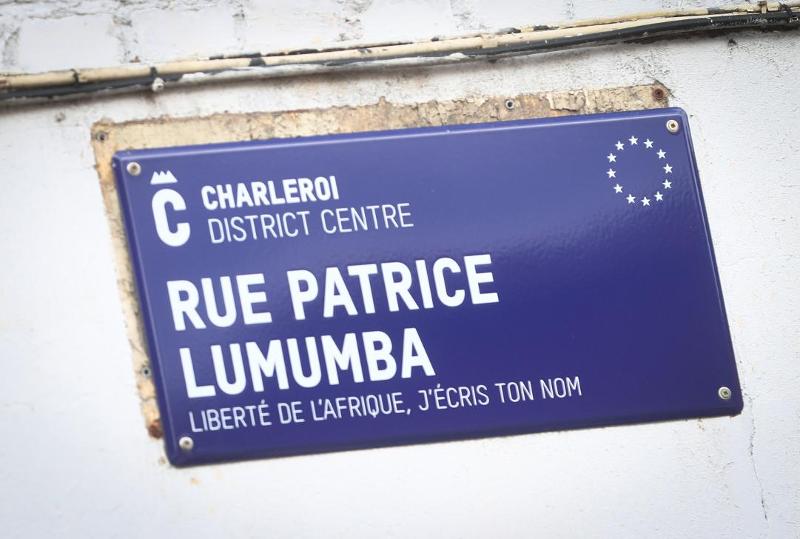 C
CHARLEROI
DISTRICT CENTRE
RUE PATRICE
LUMUMBA
LIBERTÉ DE L'AFRIQUE, J'ÉCRIS TON NOM